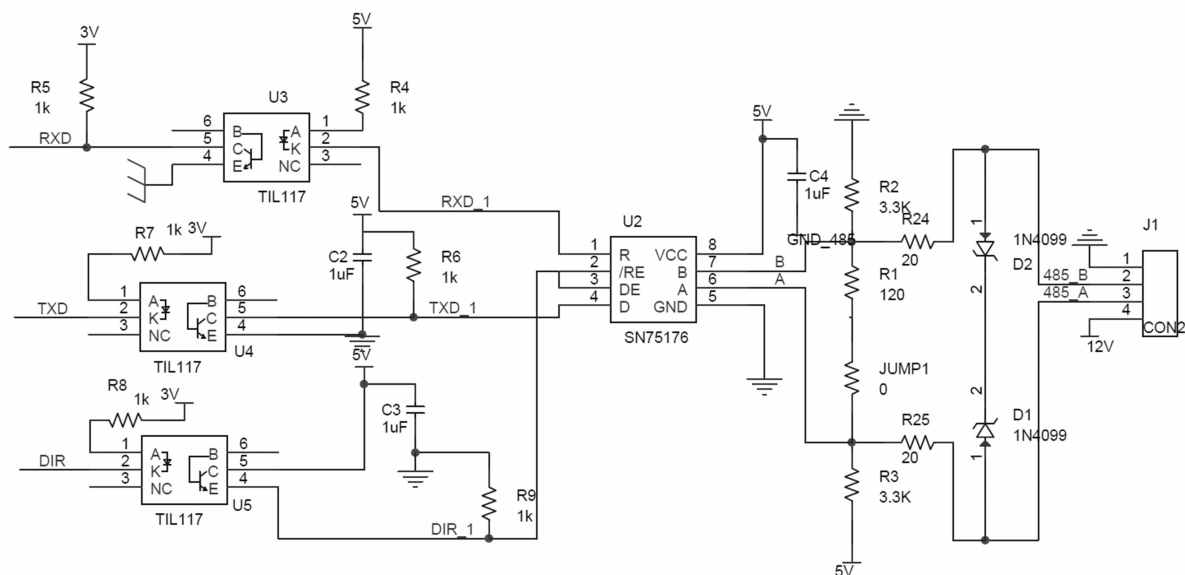 5V
3V
R5
1k
R4
1k
U3
RXD
6
5
4
B
C
E
A
K
NC
1
2
3
TIL117
5V
RXD_1
R7
1k
3V
C2
1uF
R6
1k
TXD
1
2
3
A
K
NC
B
C
E
6
5
4
U4
TIL117
TXD_1
5V
R8
1k
3V
C3
1uF
DIR
1
2
3
A
K
NC
B
C
E
6
5
4
U5
TIL117
R9
1k
DIR_1
5V
C4
1uF
GND_485
U2
1
2
3
4
R
/RE
DE
D
VCC
B
A
GND
8
7
6
5
SN75176
B
A
R2
3.3K
R24
20
R1
120
JUMP1
0
R25
20
R3
3.3K
5V
1
1N4099
D2
2
2
D1
1N4099
1
J1
1
2
3
4
485_B
485_A
12V
CON2